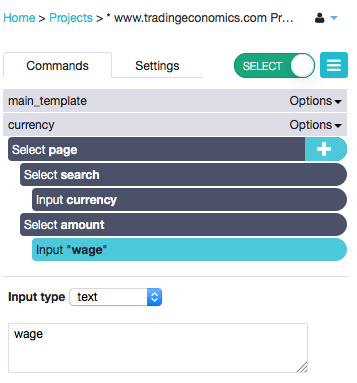 Home > Projects > * www.tradingeconomics.com Pr...
Commands Settings SELECT
main_template Options
currency Options
Select page +
Select search
Input currency
Select amount
Input "wage"
Input type text
wage